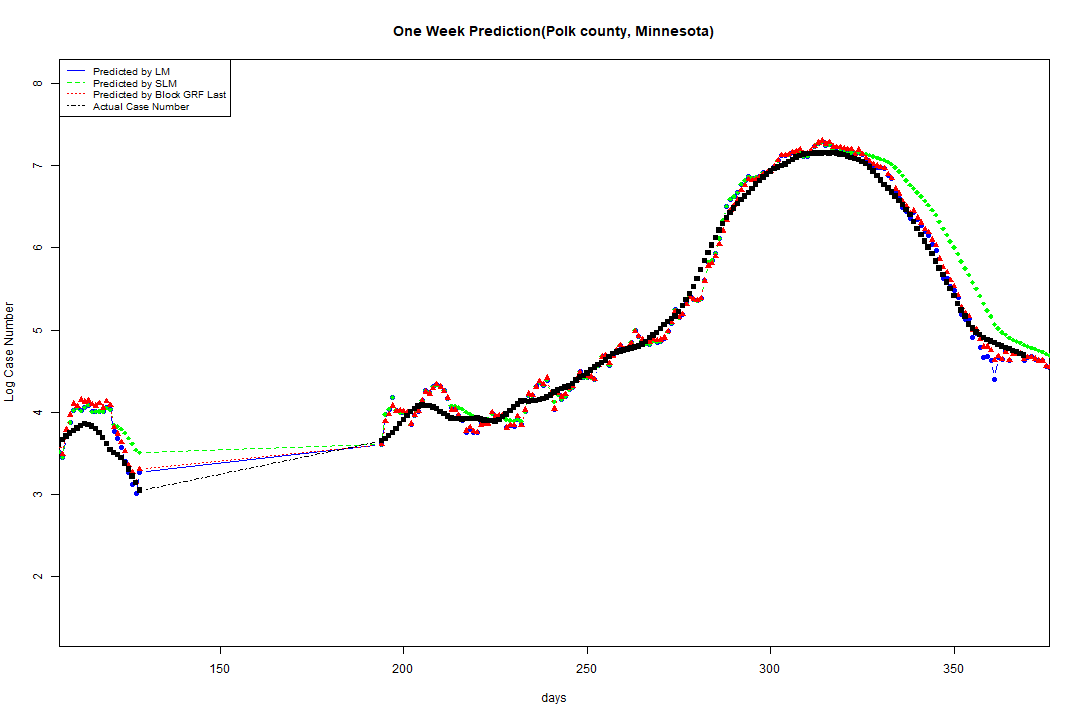 One Week Prediction(Polk county, Minnesota)
Predicted by LM
Predicted by SLM
Predicted by Block GRF Last
Actual Case Number
8
7
6
5
4
3
2
Log Case Number
150 200 250 300 350
days